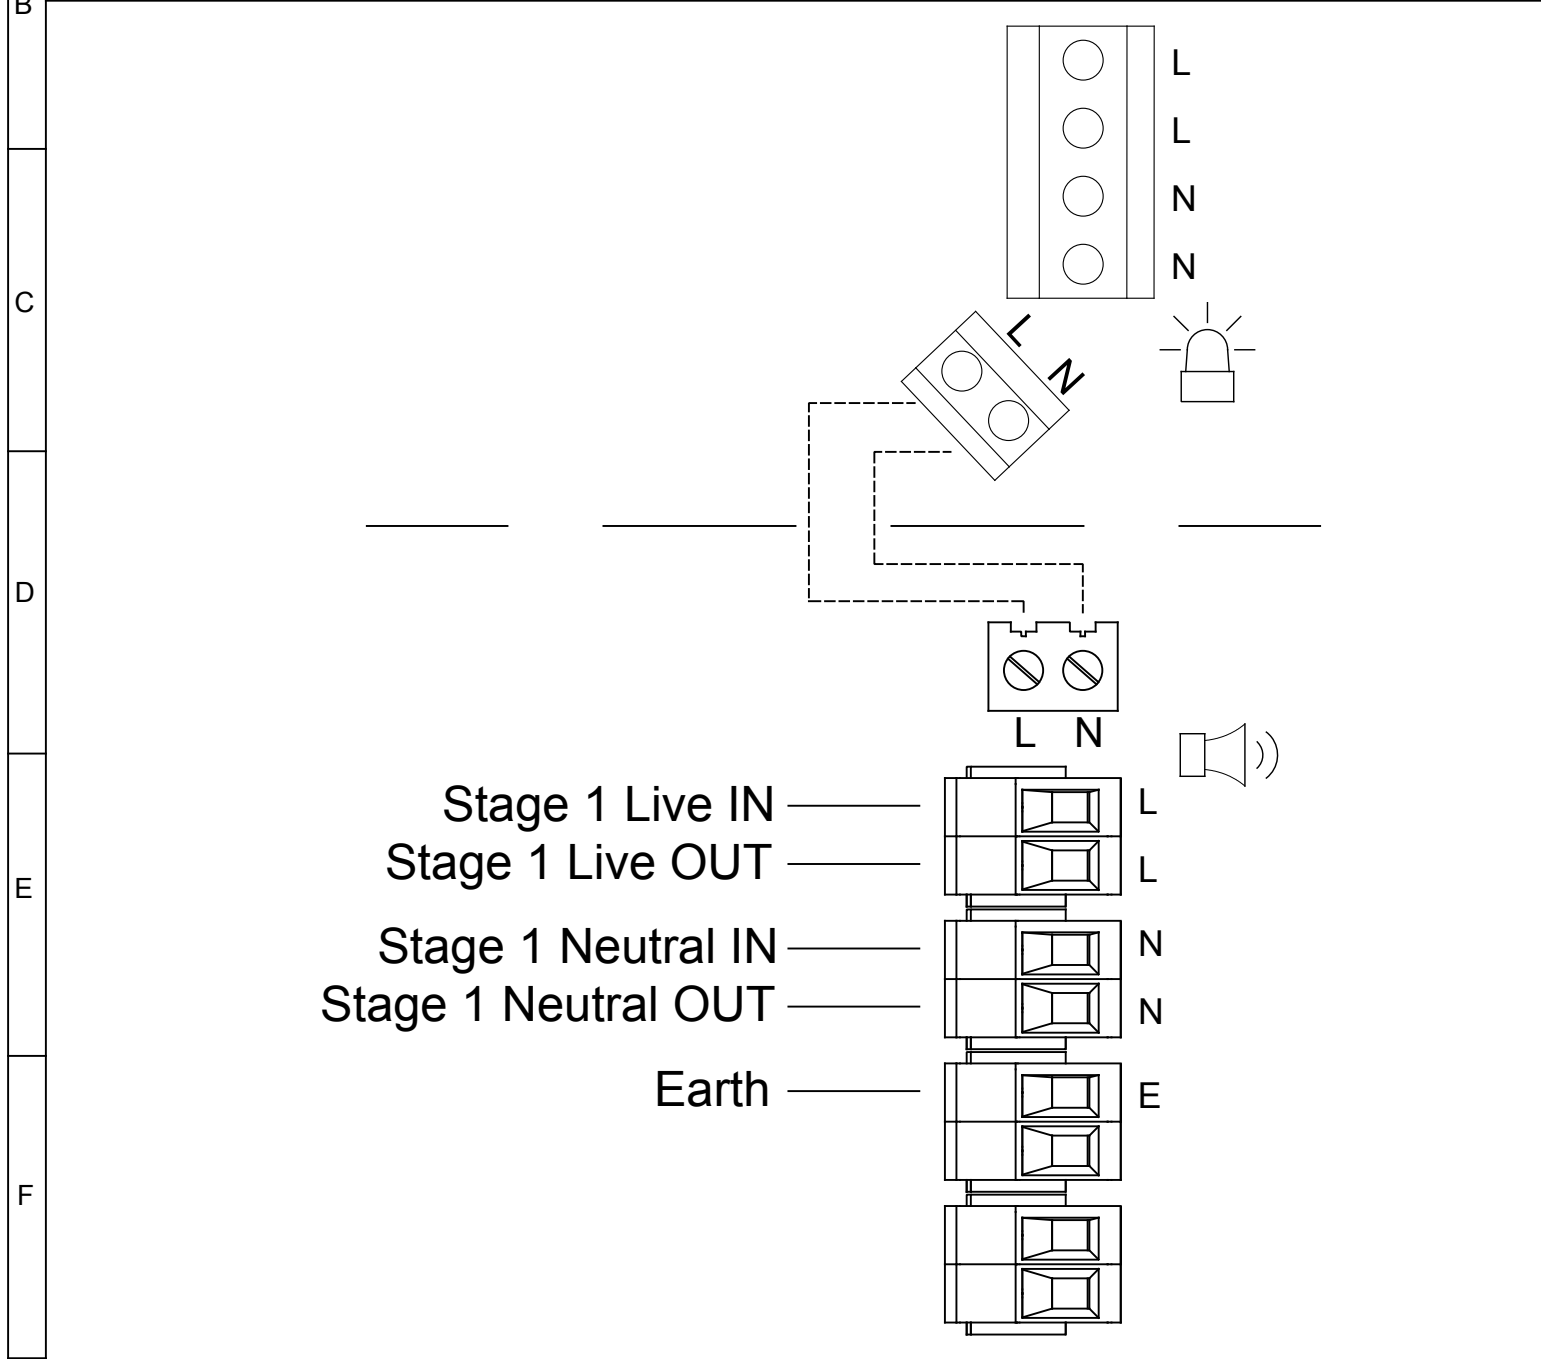 B
L
L
N
N
C
L
N
D
L N
Stage 1 Live IN L
Stage 1 Live OUT L
E
Stage 1 Neutral IN N
Stage 1 Neutral OUT N
Earth E
F